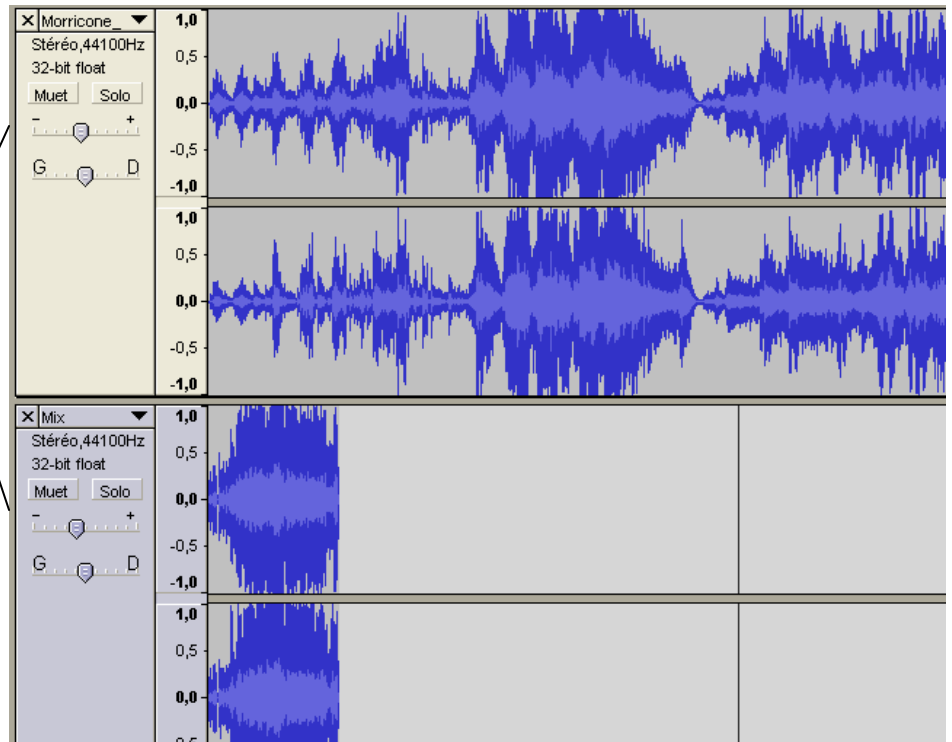 Morricone_
Stéréo,44100Hz
32-bit float
Muet Solo
- +
G D
1,0
0,5
0,0
-0,5
-1,0
1,0
0,5
0,0
-0,5
-1,0
Mix
Stéréo,44100Hz
32-bit float
Muet Solo
- +
G D
1,0
0,5
0,0
-0,5
-1,0
1,0
0,5
0,0